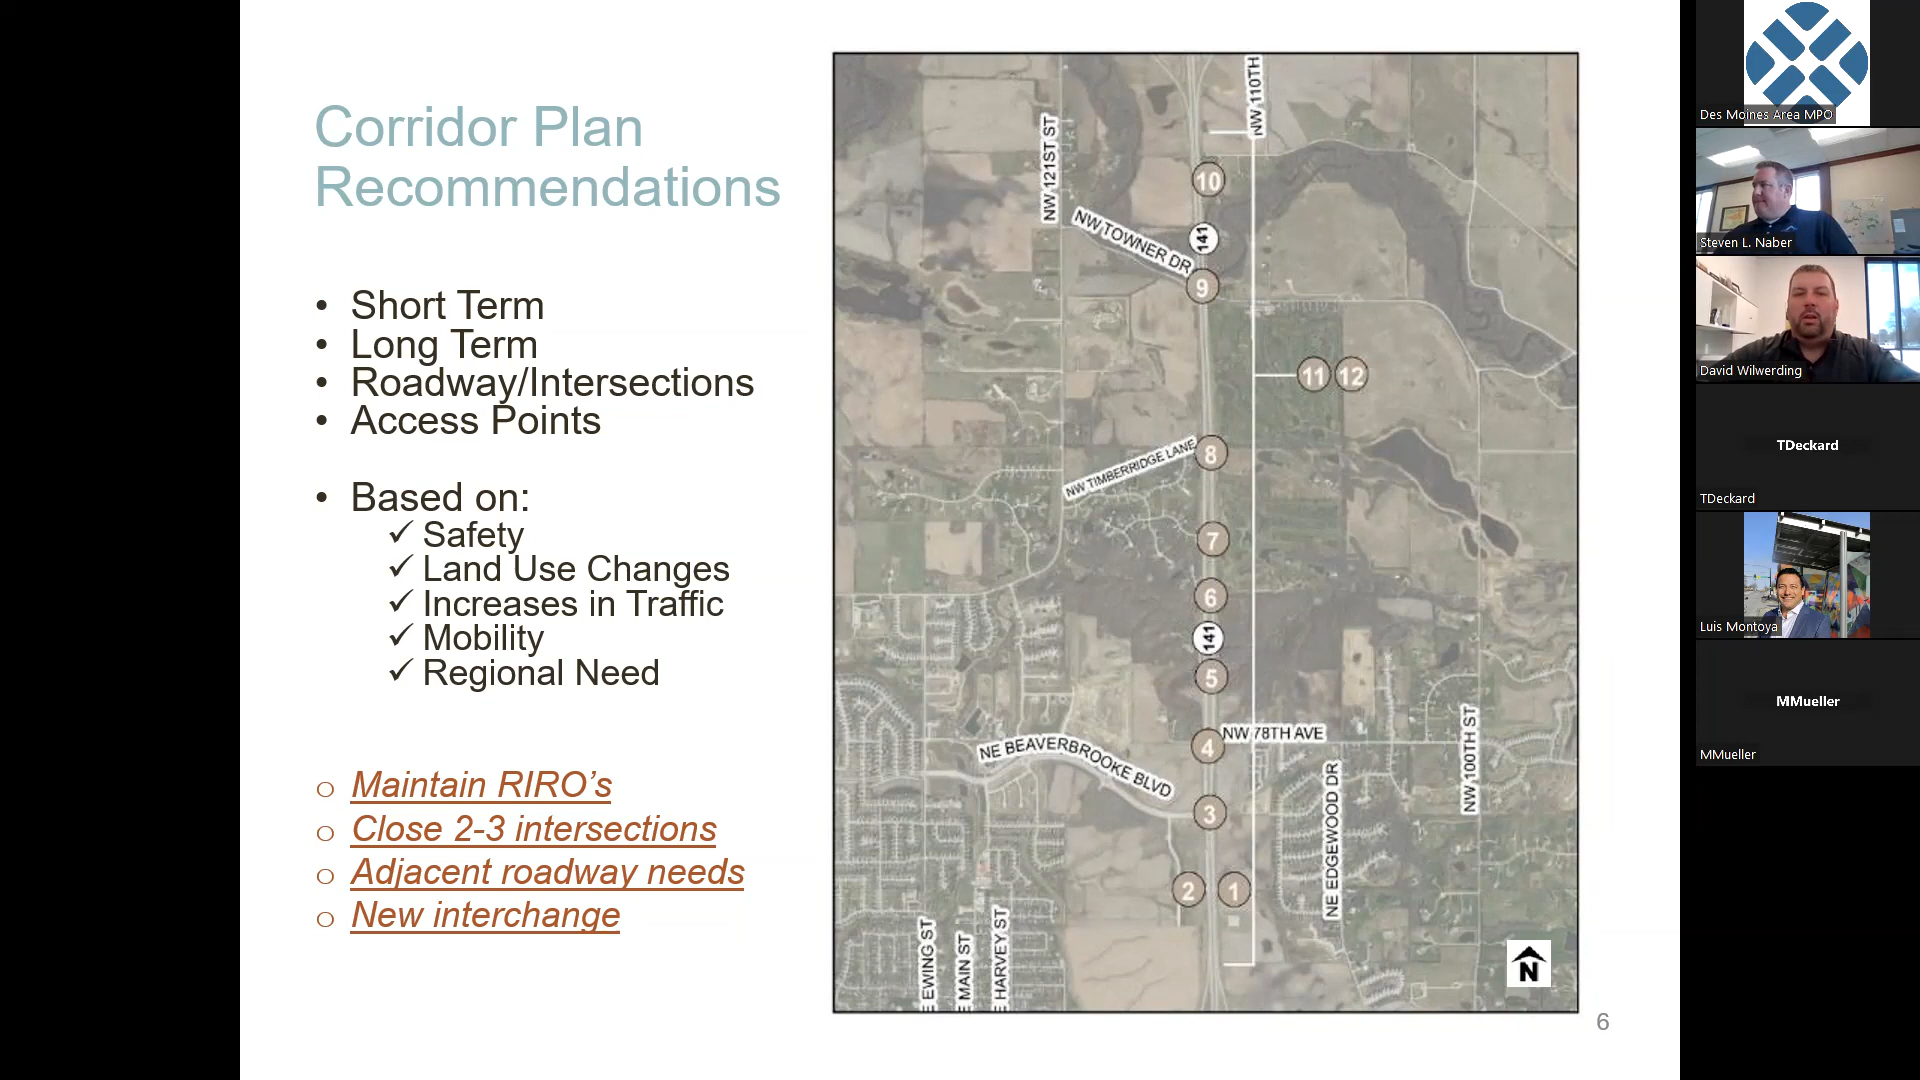 Corridor Plan
Recommendations
• Short Term
• Long Term
• Roadway/Intersections
• Access Points
• Based on:
✓ Safety
✓ Land Use Changes
✓ Increases in Traffic
✓ Mobility
✓ Regional Need
o Maintain RIRO’s
o Close 2-3 intersections
o Adjacent roadway needs
o New interchange
NW 110TH
NW 121ST ST
10
NW TOWNER DR
141
9
11 12
NW TIMBERRIDGE LANE
8
7
6
141
5
4
NW 78TH AVE
NE BEAVERBROOKE BLVD
3
NE EDGEWOOD DR
NW 100TH ST
2 1
E EWING ST
E MAIN ST
E HARVEY ST
N
6
Des Moines Area MPO
Steven L. Naber
David Wilwerding
TDeckard
TDeckard
Luis Montoya
MMueller
MMueller